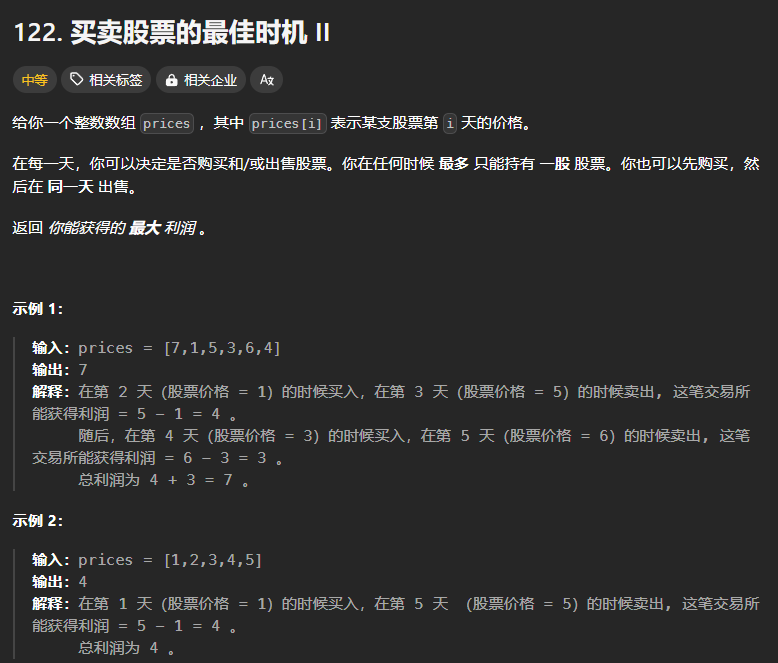 122. 买卖股票的最佳时机 II
中等 相关标签 相关企业 Az
给你一个整数数组 prices ，其中 prices[i] 表示某支股票第 i 天的价格。
在每一天，你可以决定是否购买和/或出售股票。你在任何时候 最多 只能持有 一股 股票。你也可以先购买，然
后在 同一天 出售。
返回 你能获得的 最大 利润 。
示例 1：
输入：prices = [7,1,5,3,6,4]
输出：7
解释：在第 2 天（股票价格 = 1）的时候买入，在第 3 天（股票价格 = 5）的时候卖出, 这笔交易所
能获得利润 = 5 - 1 = 4 。
随后，在第 4 天（股票价格 = 3）的时候买入，在第 5 天（股票价格 = 6）的时候卖出, 这笔
交易所能获得利润 = 6 - 3 = 3 。
总利润为 4 + 3 = 7 。
示例 2：
输入：prices = [1,2,3,4,5]
输出：4
解释：在第 1 天（股票价格 = 1）的时候买入，在第 5 天 （股票价格 = 5）的时候卖出, 这笔交易所
能获得利润 = 5 - 1 = 4 。
总利润为 4 。